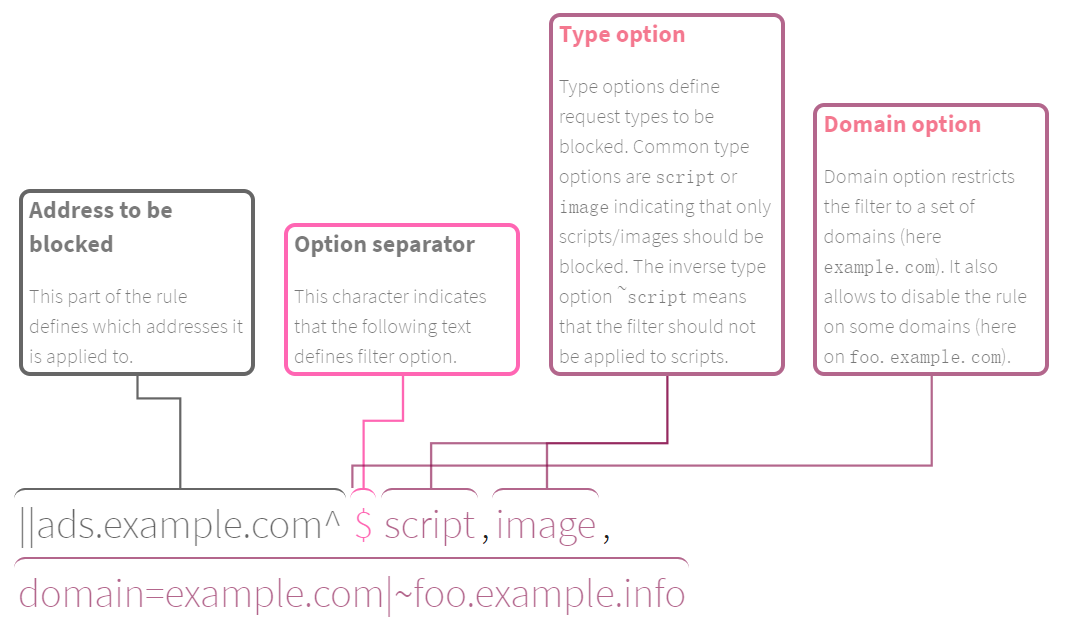 Type option
Type options define
request types to be
blocked. Common type
options are script or
image indicating that only
scripts/images should be
blocked. The inverse type
option ~script means
that the filter should not
be applied to scripts.
Domain option
Domain option restricts
the filter to a set of
domains (here
example.com). It also
allows to disable the rule
on some domains (here
on foo.example.com).
Address to be
blocked
This part of the rule
defines which addresses it
is applied to.
Option separator
This character indicates
that the following text
defines filter option.
||ads.example.com^ $ script , image ,
domain=example.com|~foo.example.info